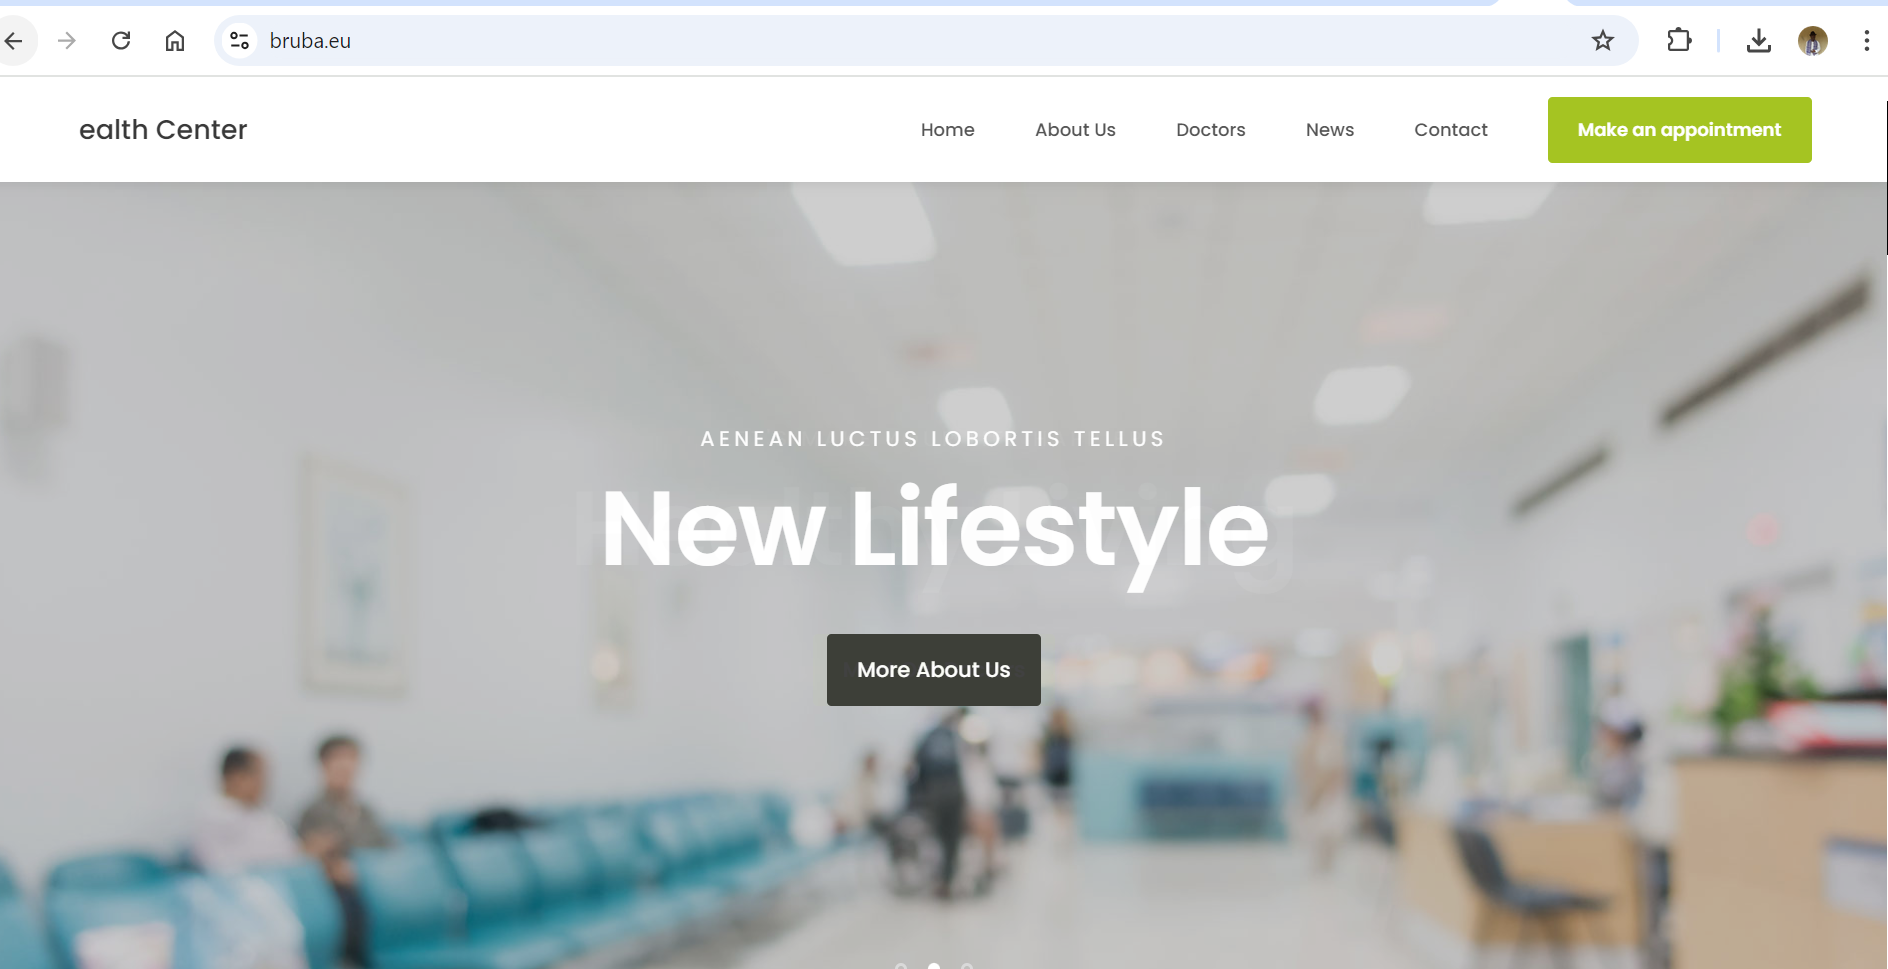 bruba.eu
ealth Center
Home
About Us
Doctors
News
Contact
Make an appointment
AENEAN LUCTUS LOBORTIS TELLUS
New Lifestyle
More About Us